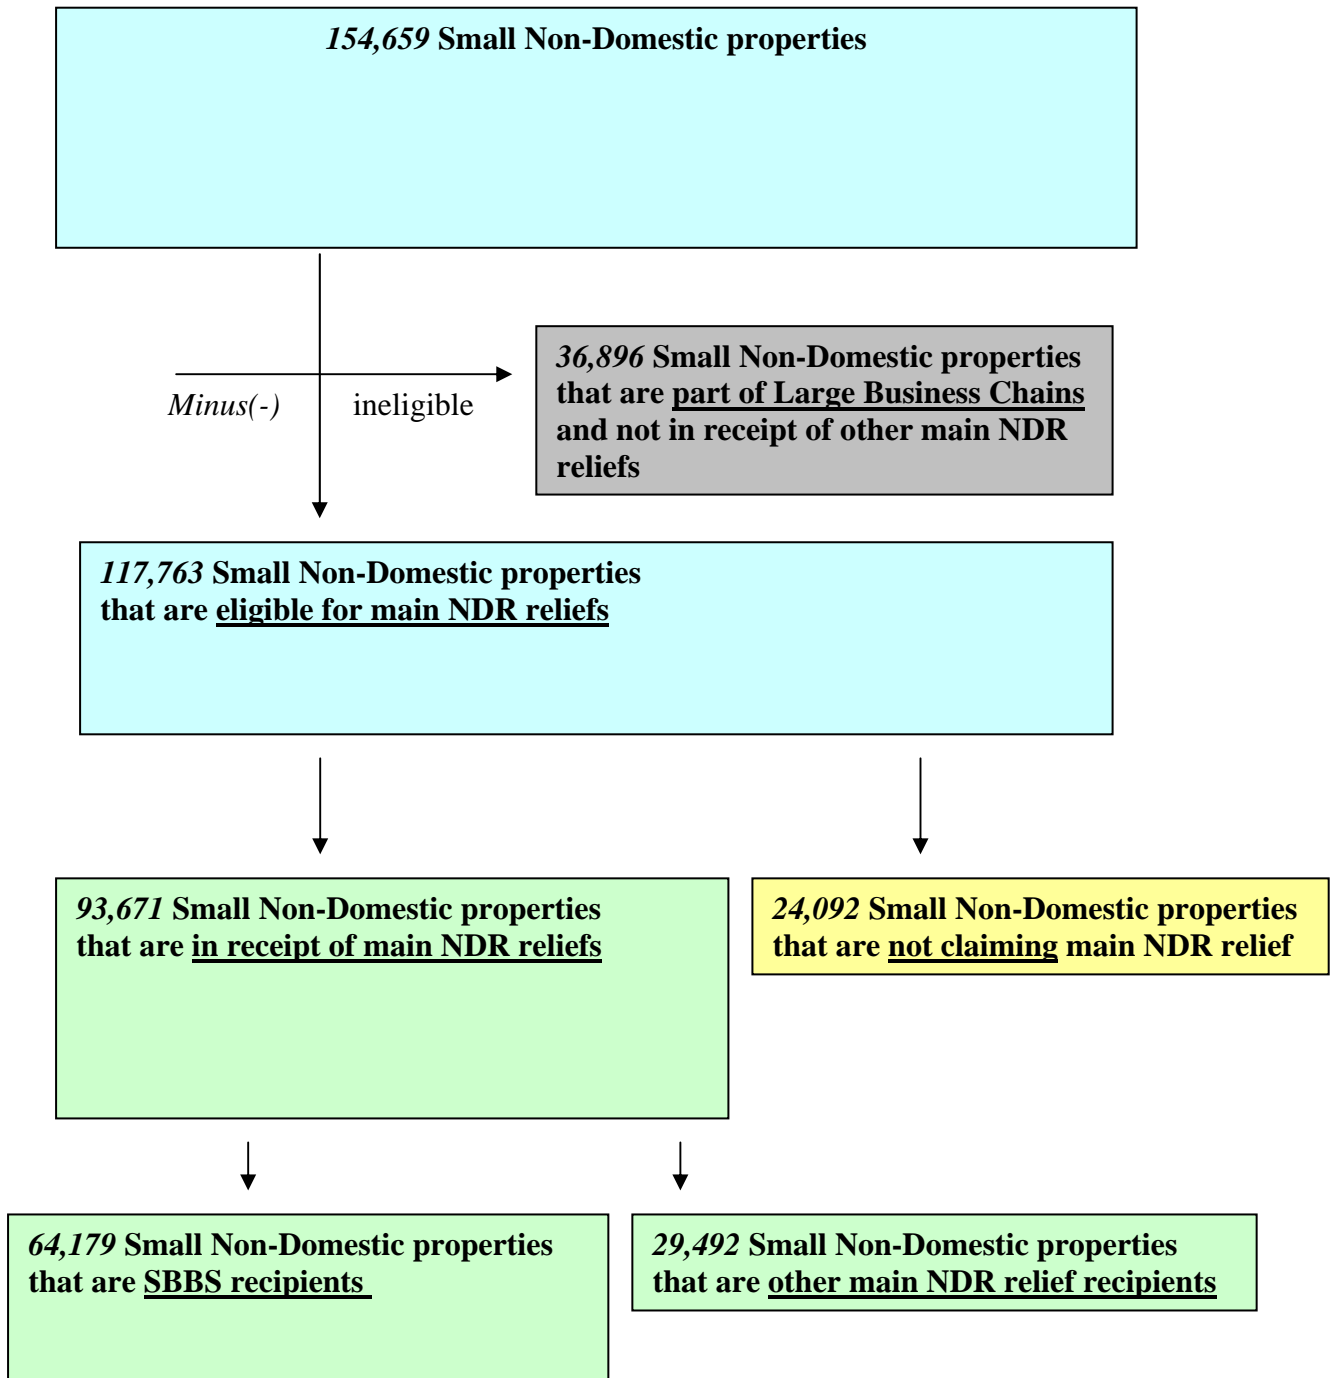 154,659 Small Non-Domestic properties
36,896 Small Non-Domestic properties
that are part of Large Business Chains
and not in receipt of other main NDR
reliefs
Minus(-) ineligible
117,763 Small Non-Domestic properties
that are eligible for main NDR reliefs
93,671 Small Non-Domestic properties
that are in receipt of main NDR reliefs
24,092 Small Non-Domestic properties
that are not claiming main NDR relief
64,179 Small Non-Domestic properties
that are SBBS recipients
29,492 Small Non-Domestic properties
that are other main NDR relief recipients